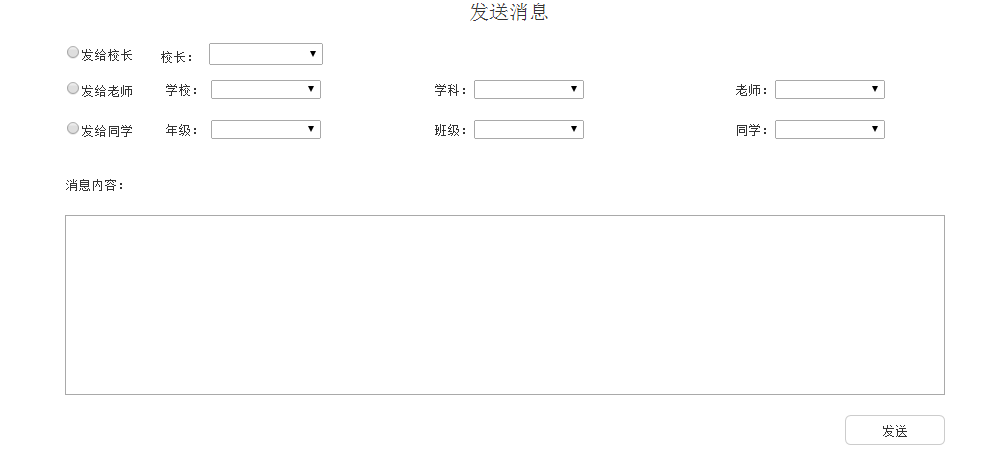 发送消息
发给校长 校长：
发给老师 学校： 学科： 老师：
发给同学 年级： 班级： 同学：
消息内容：
发送